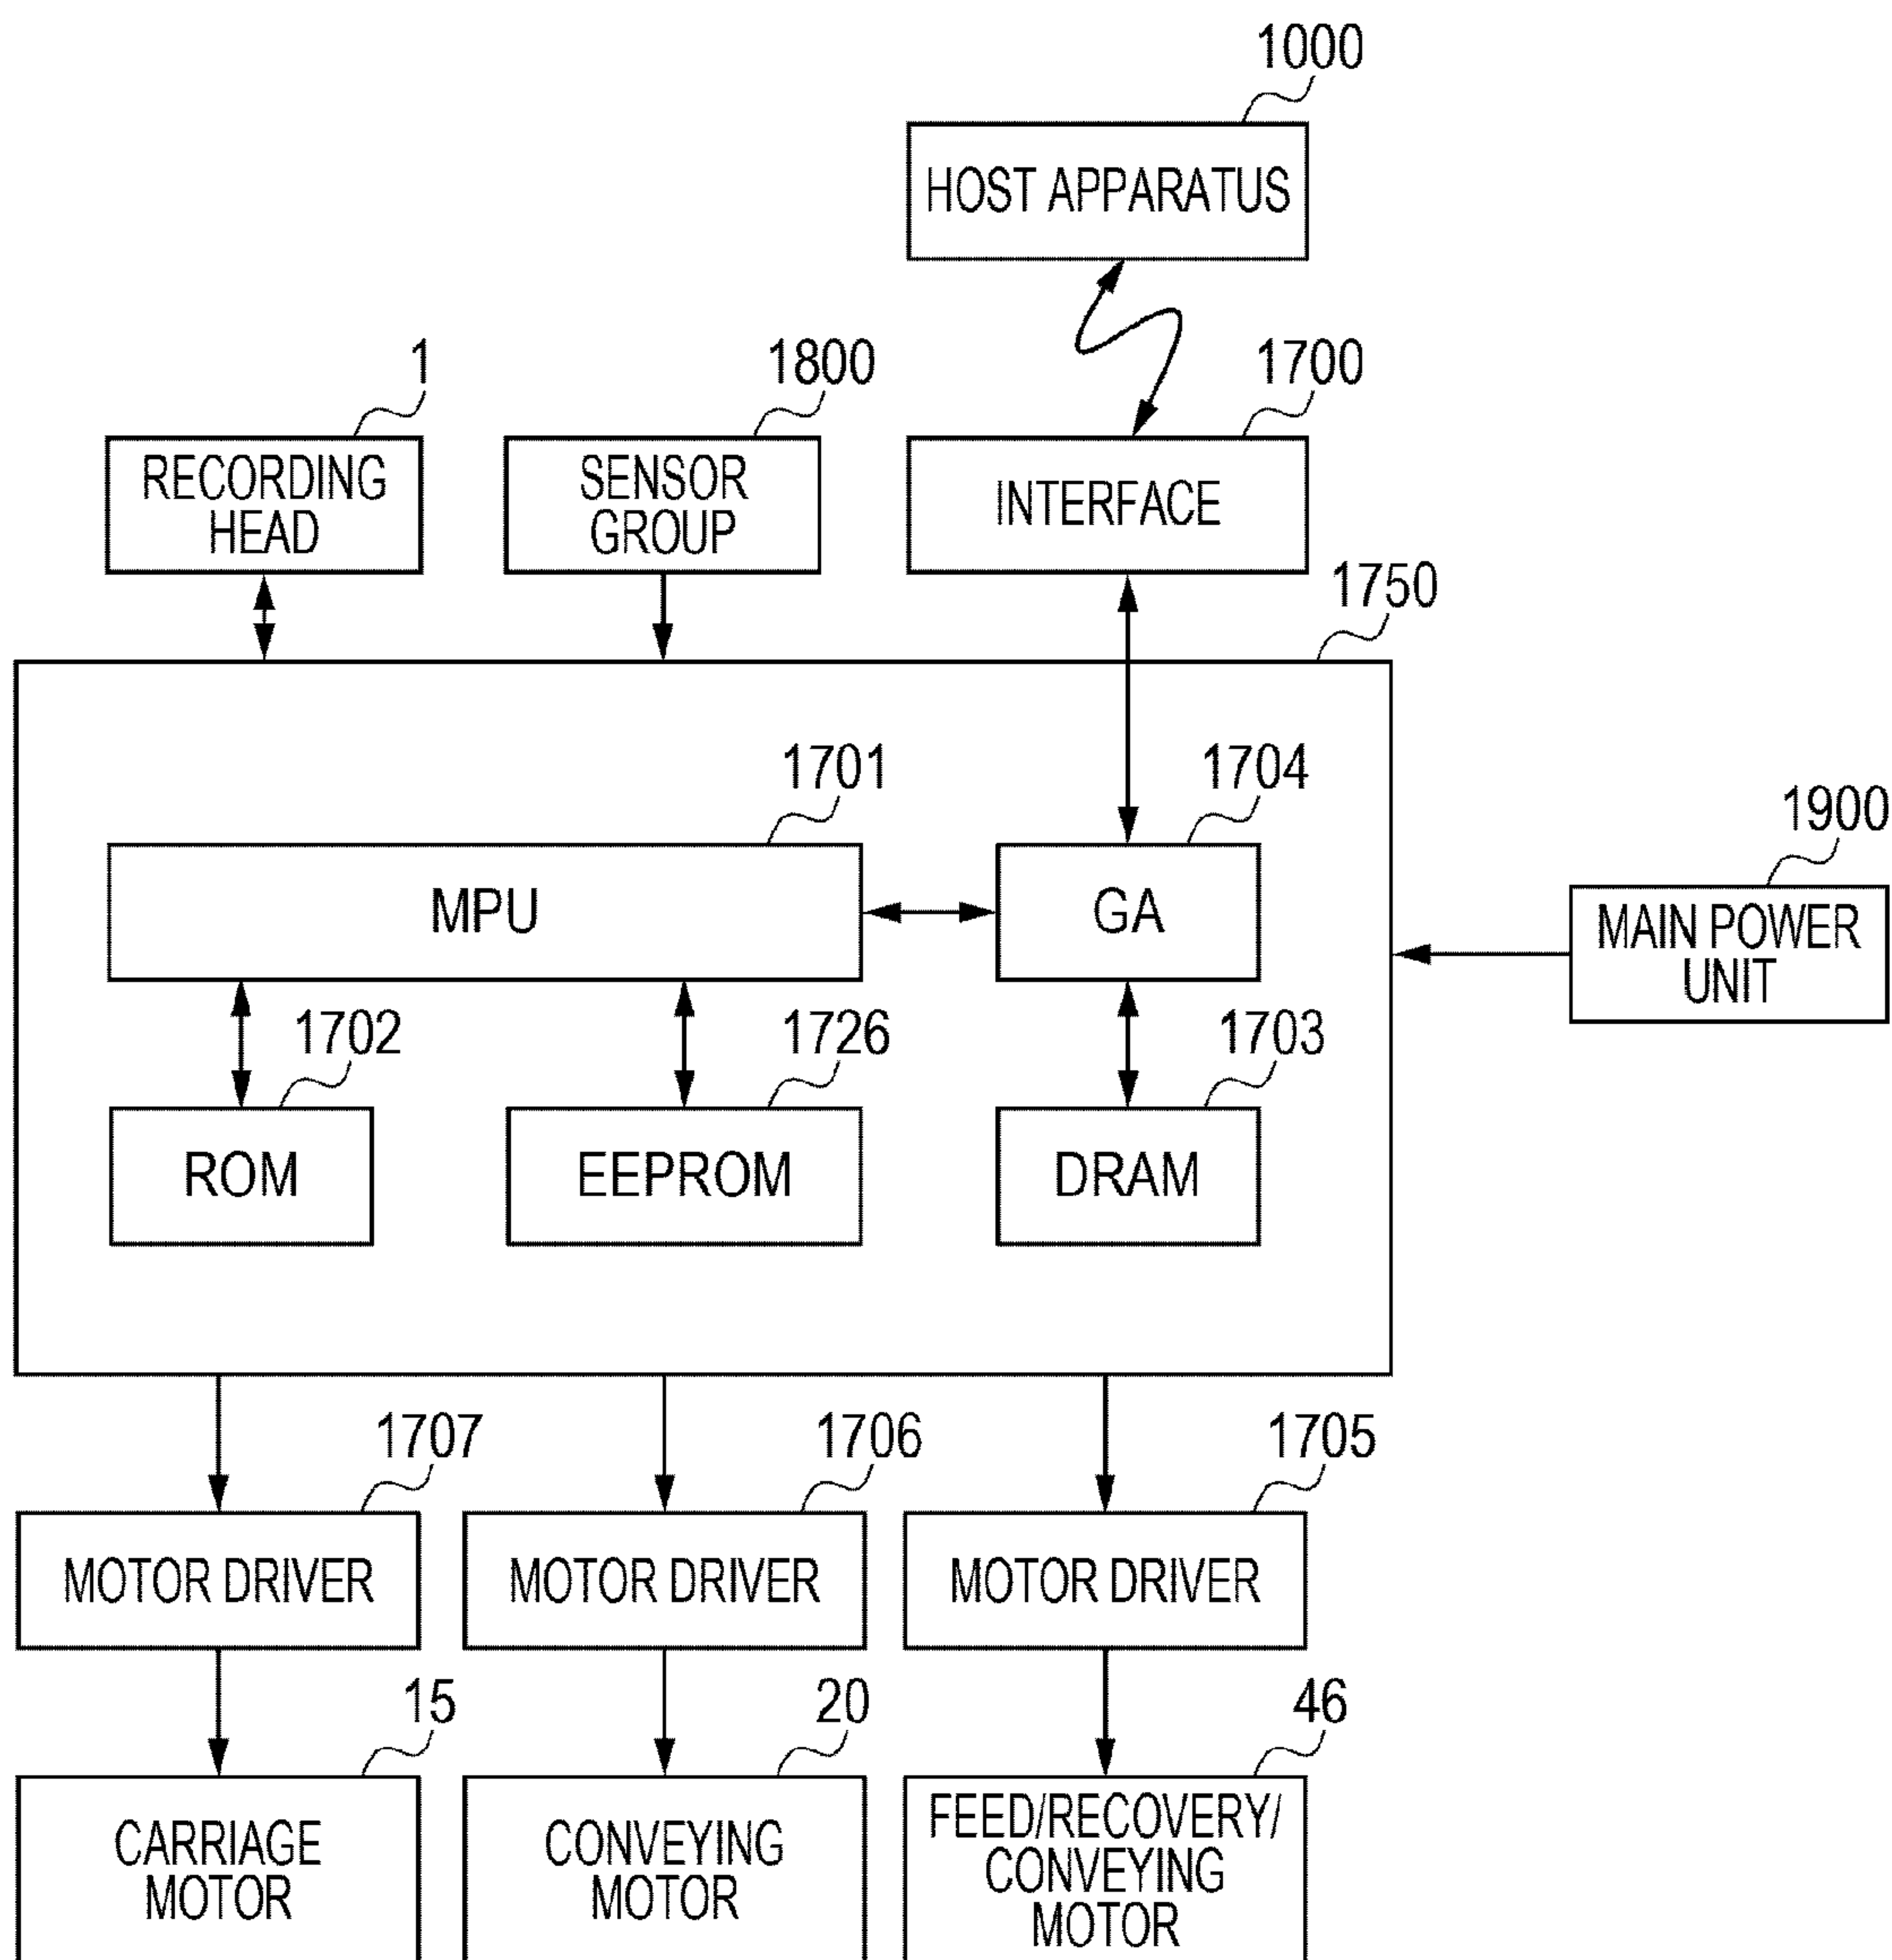 1000
HOST APPARATUS
1
1800
1700
RECORDING
HEAD
SENSOR
GROUP
INTERFACE
1750
1701
1704
1900
MPU
GA
MAIN POWER
UNIT
1702
1726
1703
ROM
EEPROM
DRAM
1707
1706
1705
MOTOR DRIVER
MOTOR DRIVER
MOTOR DRIVER
15
20
46
CARRIAGE
MOTOR
CONVEYING
MOTOR
FEED/RECOVERY/
CONVEYING
MOTOR